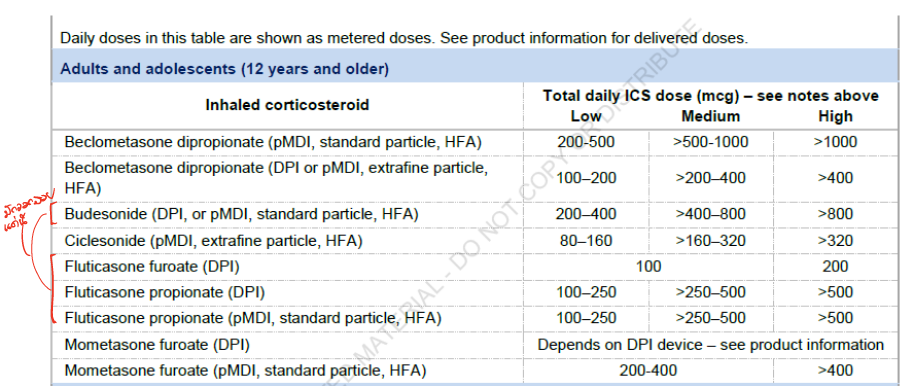 Daily doses in this table are shown as metered doses. See product information for delivered doses.
Adults and adolescents (12 years and older)
Inhaled corticosteroid
Total daily ICS dose (mcg) – see notes above
Low Medium High
Beclometasone dipropionate (pMDI, standard particle, HFA) 200-500 >500-1000 >1000
Beclometasone dipropionate (DPI or pMDI, extrafine particle,
HFA) 100–200 >200–400 >400
Budesonide (DPI, or pMDI, standard particle, HFA) 200–400 >400–800 >800
Ciclesonide (pMDI, extrafine particle, HFA) 80–160 >160–320 >320
Fluticasone furoate (DPI) 100 200
Fluticasone propionate (DPI) 100–250 >250–500 >500
Fluticasone propionate (pMDI, standard particle, HFA) 100–250 >250–500 >500
Mometasone furoate (DPI) Depends on DPI device – see product information
Mometasone furoate (pMDI, standard particle, HFA) 200-400 >400
MATERIAL - DO NOT COPY OR DISTRIBUTE